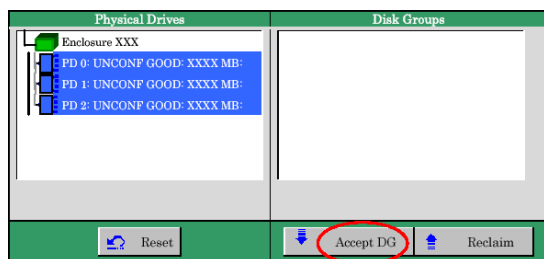 Physical Drives
Disk Groups
Enclosure XXX
PD 0: UNCONF GOOD: XXXX MB:
PD 1: UNCONF GOOD: XXXX MB:
PD 2: UNCONF GOOD: XXXX MB:
Reset
Accept DG
Reclaim